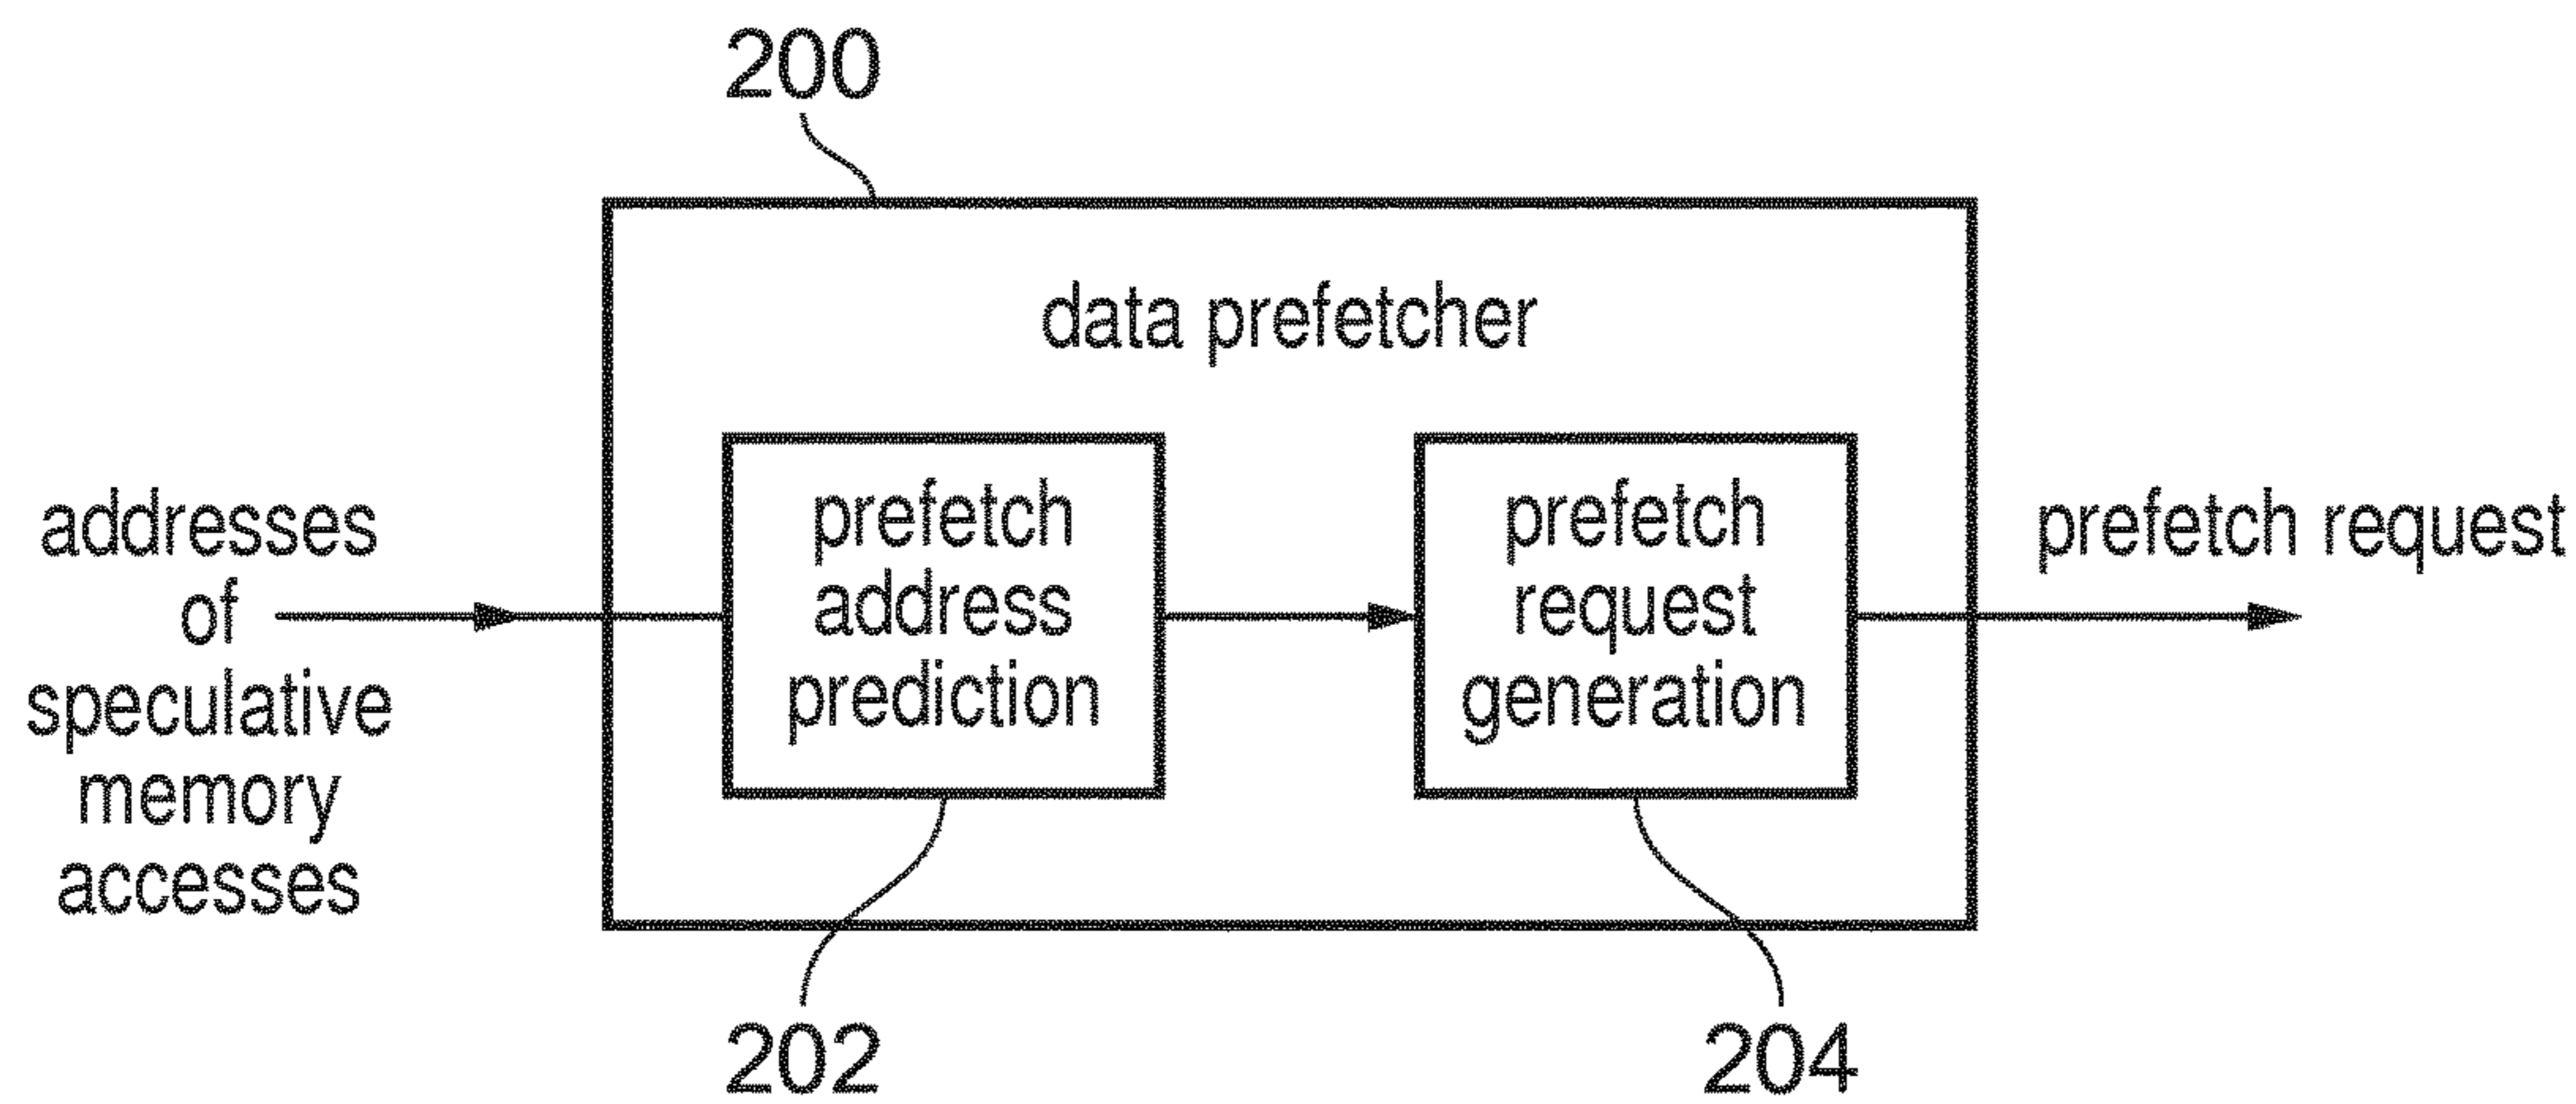 200
data prefetcher
addresses
of
speculative
memory
accesses
prefetch
address
prediction
prefetch
request
generation
prefetch request
202
204